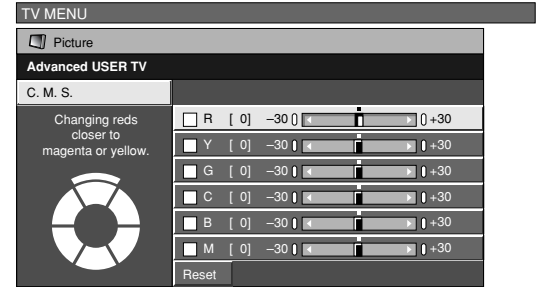 TV MENU
Picture
Advanced USER TV
C. M. S.
Changing reds
closer to
magenta or yellow.
R [ 0] –30 +30
Y [ 0] –30 +30
G [ 0] –30 +30
C [ 0] –30 +30
B [ 0] –30 +30
M [ 0] –30 +30
Reset